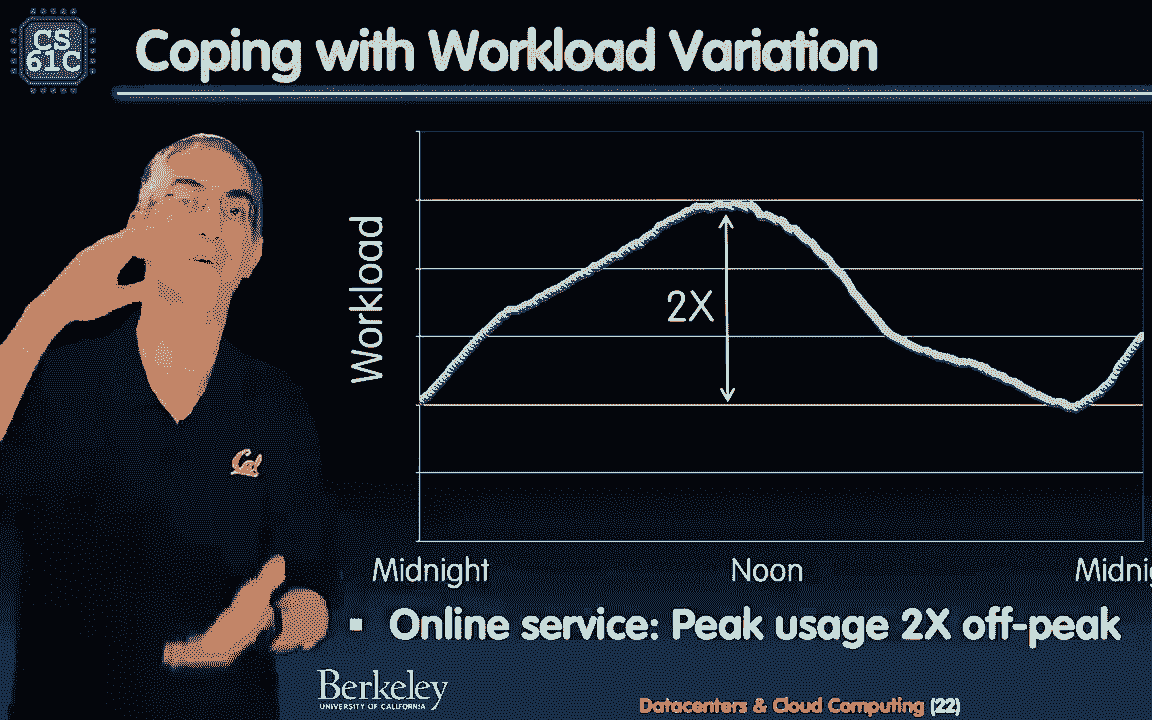 CS
61C
Coping with Workload Variation
Workload
2X
Cal
Midnight
Noon
▪ Online service: Peak usage 2X off-peak
Berkeley
UNIVERSITY OF CALIFORNIA
Datacenters & Cloud Computing (22)